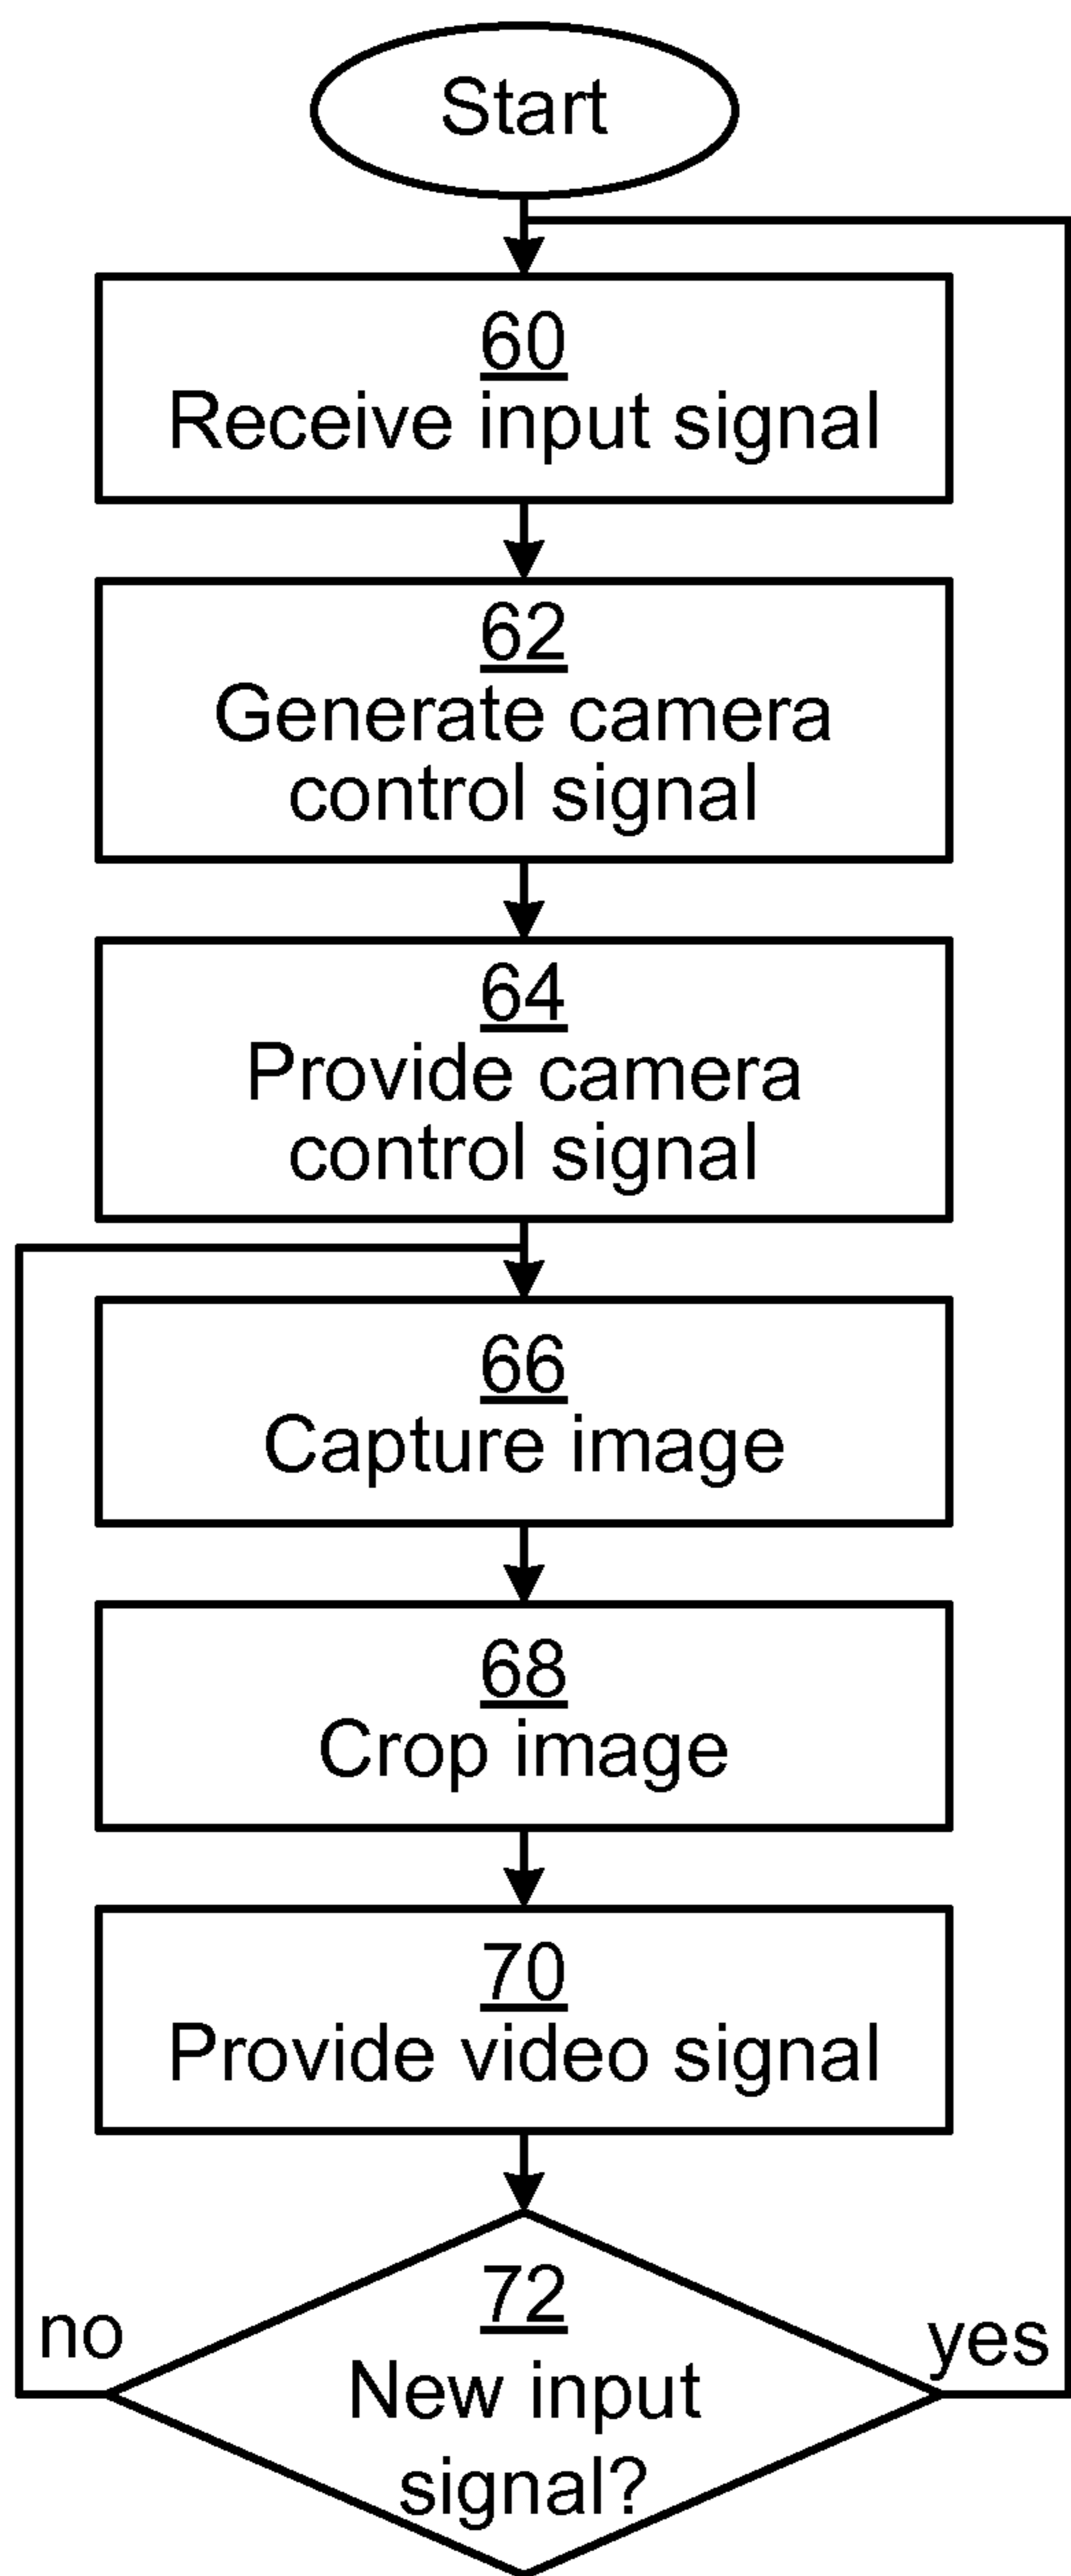 Start
60
Receive input signal
62
Generate camera
control signal
64
Provide camera
control signal
66
Capture image
68
Crop image
70
Provide video signal
72
no
yes
New input
signal?